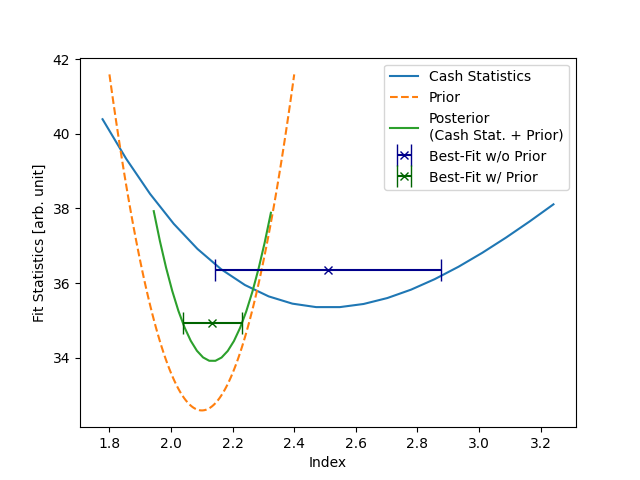 42
40
38
36
34
Fit Statistics [arb. unit]
1.8 2.0 2.2 2.4 2.6 2.8 3.0 3.2
Index
Cash Statistics
Prior
Posterior
(Cash Stat. + Prior)
Best-Fit w/o Prior
Best-Fit w/ Prior